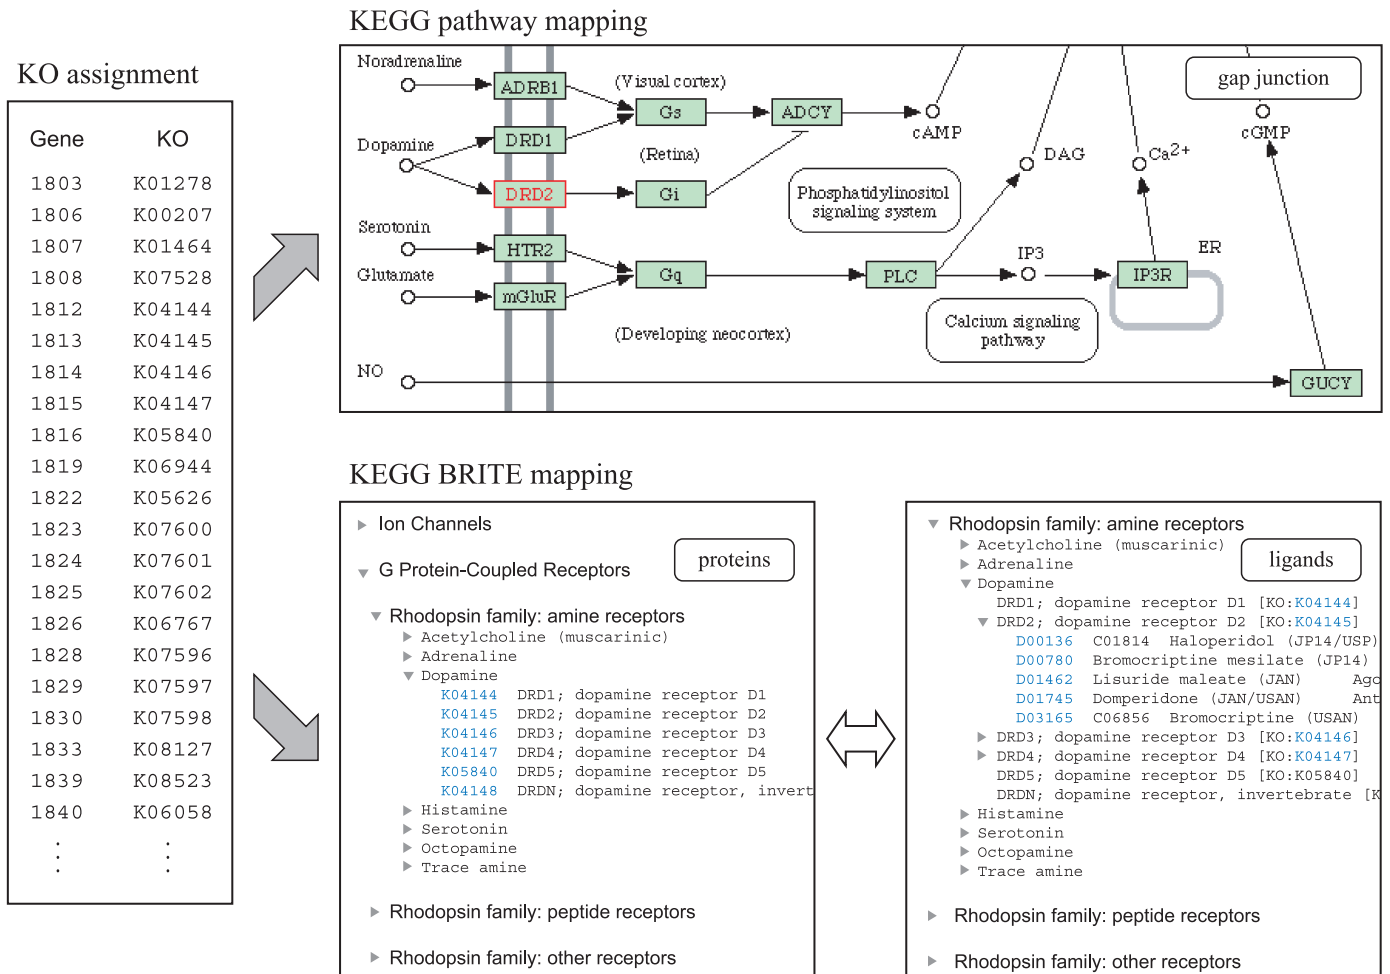 KEGG pathway mapping
KO assignment
Gene KO
1803 K01278
1806 K00207
1807 K01464
1808 K07528
1812 K04144
1813 K04145
1814 K04146
1815 K04147
1816 K05840
1819 K06944
1822 K05626
1823 K07600
1824 K07601
1825 K07602
1826 K06767
1828 K07596
1829 K07597
1830 K07598
1833 K08127
1839 K08523
1840 K06058
Noradrenaline
ADRB1
(Visual cortex)
Gs
ADCY
cAMP
gap junction
cGMP
Dopamine
DRD1
(Retina)
DRD2
Gi
Phosphatidylinositol
signaling system
DAG
Ca2+
Serotonin
HTR2
Glutamate
mGluR
Gq
PLC
IP3
IP3R
ER
(Developing neocortex)
Calcium signaling
pathway
NO
GUCY
KEGG BRITE mapping
Ion Channels
proteins
G Protein-Coupled Receptors
Rhodopsin family: amine receptors
Acetylcholine (muscarinic)
Adrenaline
Dopamine
K04144 DRD1; dopamine receptor D1
K04145 DRD2; dopamine receptor D2
K04146 DRD3; dopamine receptor D3
K04147 DRD4; dopamine receptor D4
K05840 DRD5; dopamine receptor D5
K04148 DRDN; dopamine receptor, invert
Histamine
Serotonin
Octopamine
Trace amine
Rhodopsin family: peptide receptors
Rhodopsin family: other receptors
Rhodopsin family: amine receptors
ligands
Acetylcholine (muscarinic)
Adrenaline
Dopamine
DRD1; dopamine receptor D1 [KO:K04144]
DRD2; dopamine receptor D2 [KO:K04145]
D00136 C01814 Haloperidol (JP14/USP)
D00780 Bromocriptine mesilate (JP14)
D01462 Lisuride maleate (JAN) Ago
D01745 Domperidone (JAN/USAN) Ant
D03165 C06856 Bromocriptine (USAN)
DRD3; dopamine receptor D3 [KO:K04146]
DRD4; dopamine receptor D4 [KO:K04147]
DRD5; dopamine receptor D5 [KO:K05840]
DRDN; dopamine receptor, invertebrate [K
Histamine
Serotonin
Octopamine
Trace amine
Rhodopsin family: peptide receptors
Rhodopsin family: other receptors